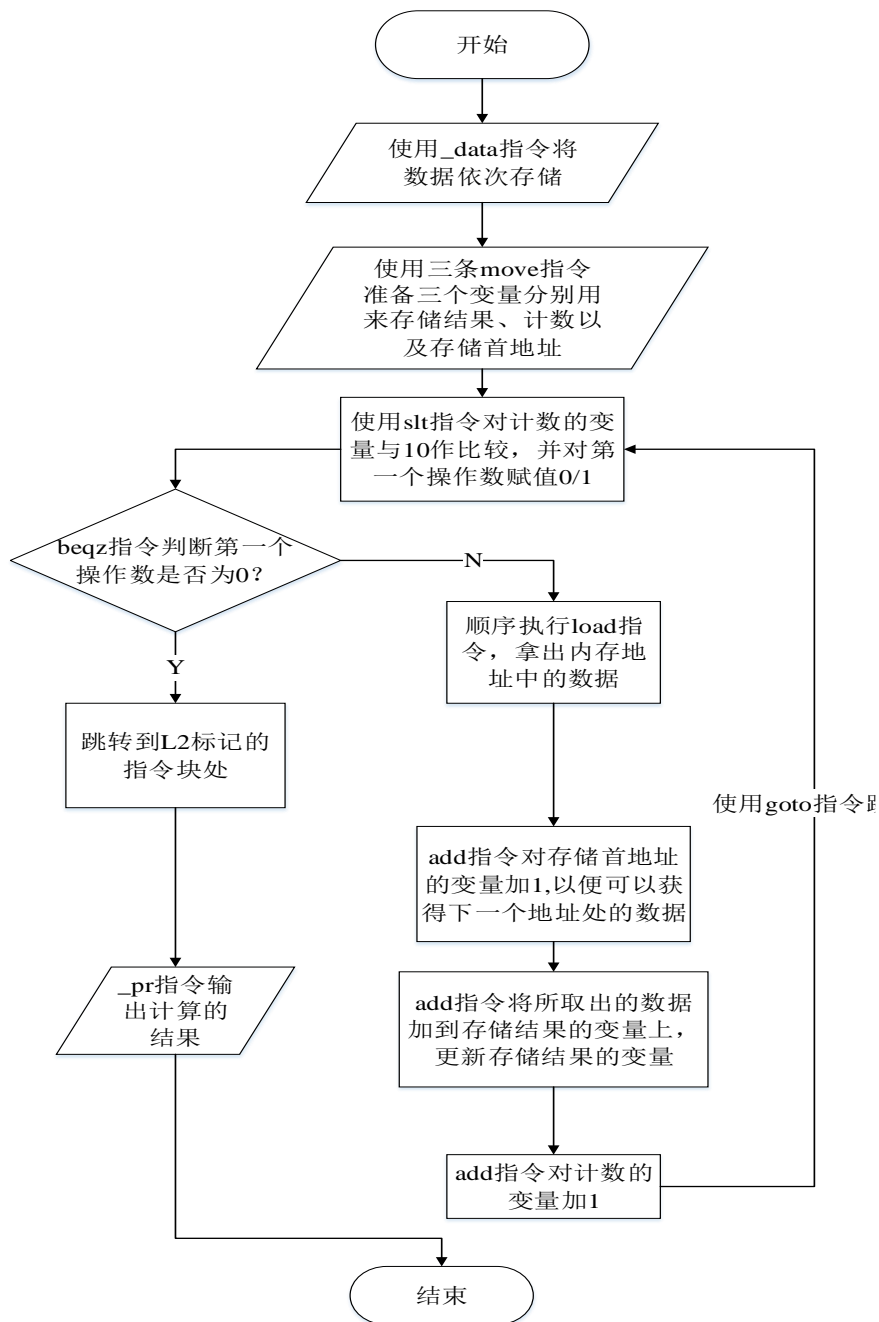 开始
使用_data指令将
数据依次存储
使用三条move指令
准备三个变量分别用
来存储结果、计数以
及存储首地址
使用slt指令对计数的变
量与10作比较，并对第
一个操作数赋值0/1
beqz指令判断第一个
操作数是否为0？
N
顺序执行load指
令，拿出内存地
址中的数据
Y
跳转到L2标记的
指令块处
使用goto指令
add指令对存储首地址
的变量加1,以便可以获
得下一个地址处的数据
_pr指令输
出计算的
结果
add指令将所取出的数据
加到存储结果的变量上，
更新存储结果的变量
add指令对计数的
变量加1
结束